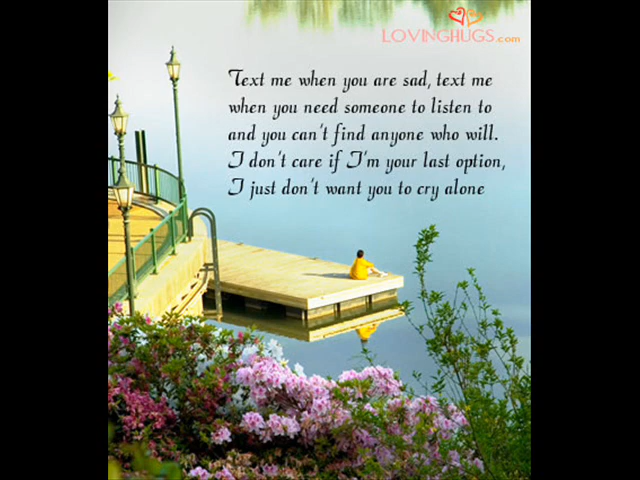 LOVINGHUGS.com
Text me when you are sad, text me
when you need someone to listen to
and you can't find anyone who will.
I don't care if I'm your last option,
I just don't want you to cry alone